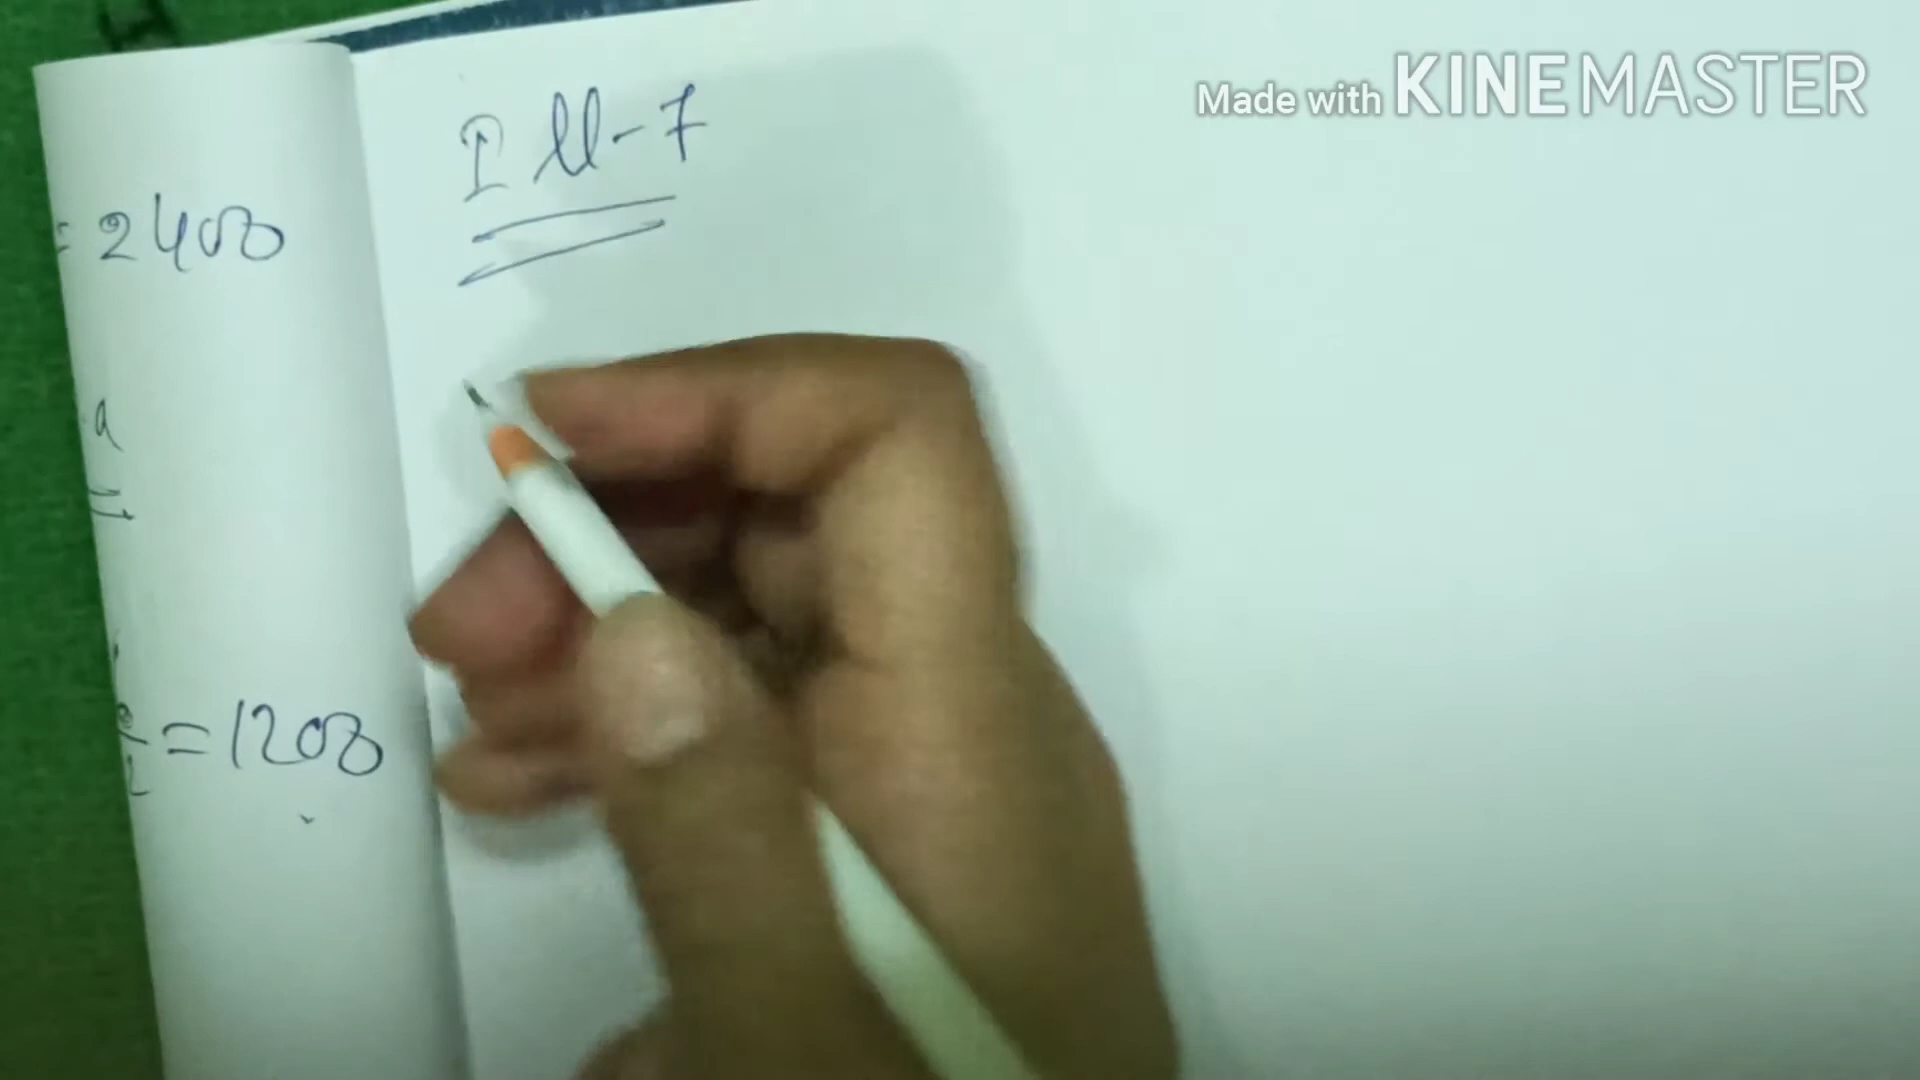 Made with KINEMASTER
Ill-7
= 2400
a
= 1200